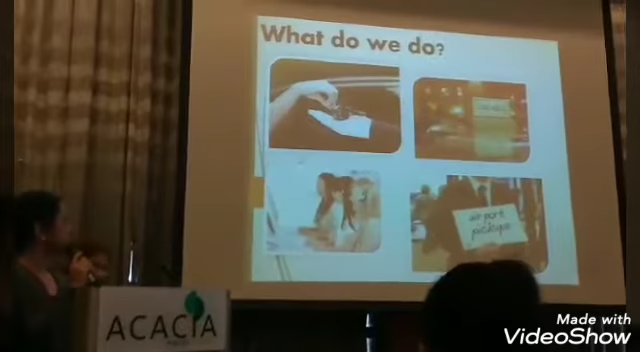 What do we do?
airport
pickups
ACACIA
Made with
VideoShow